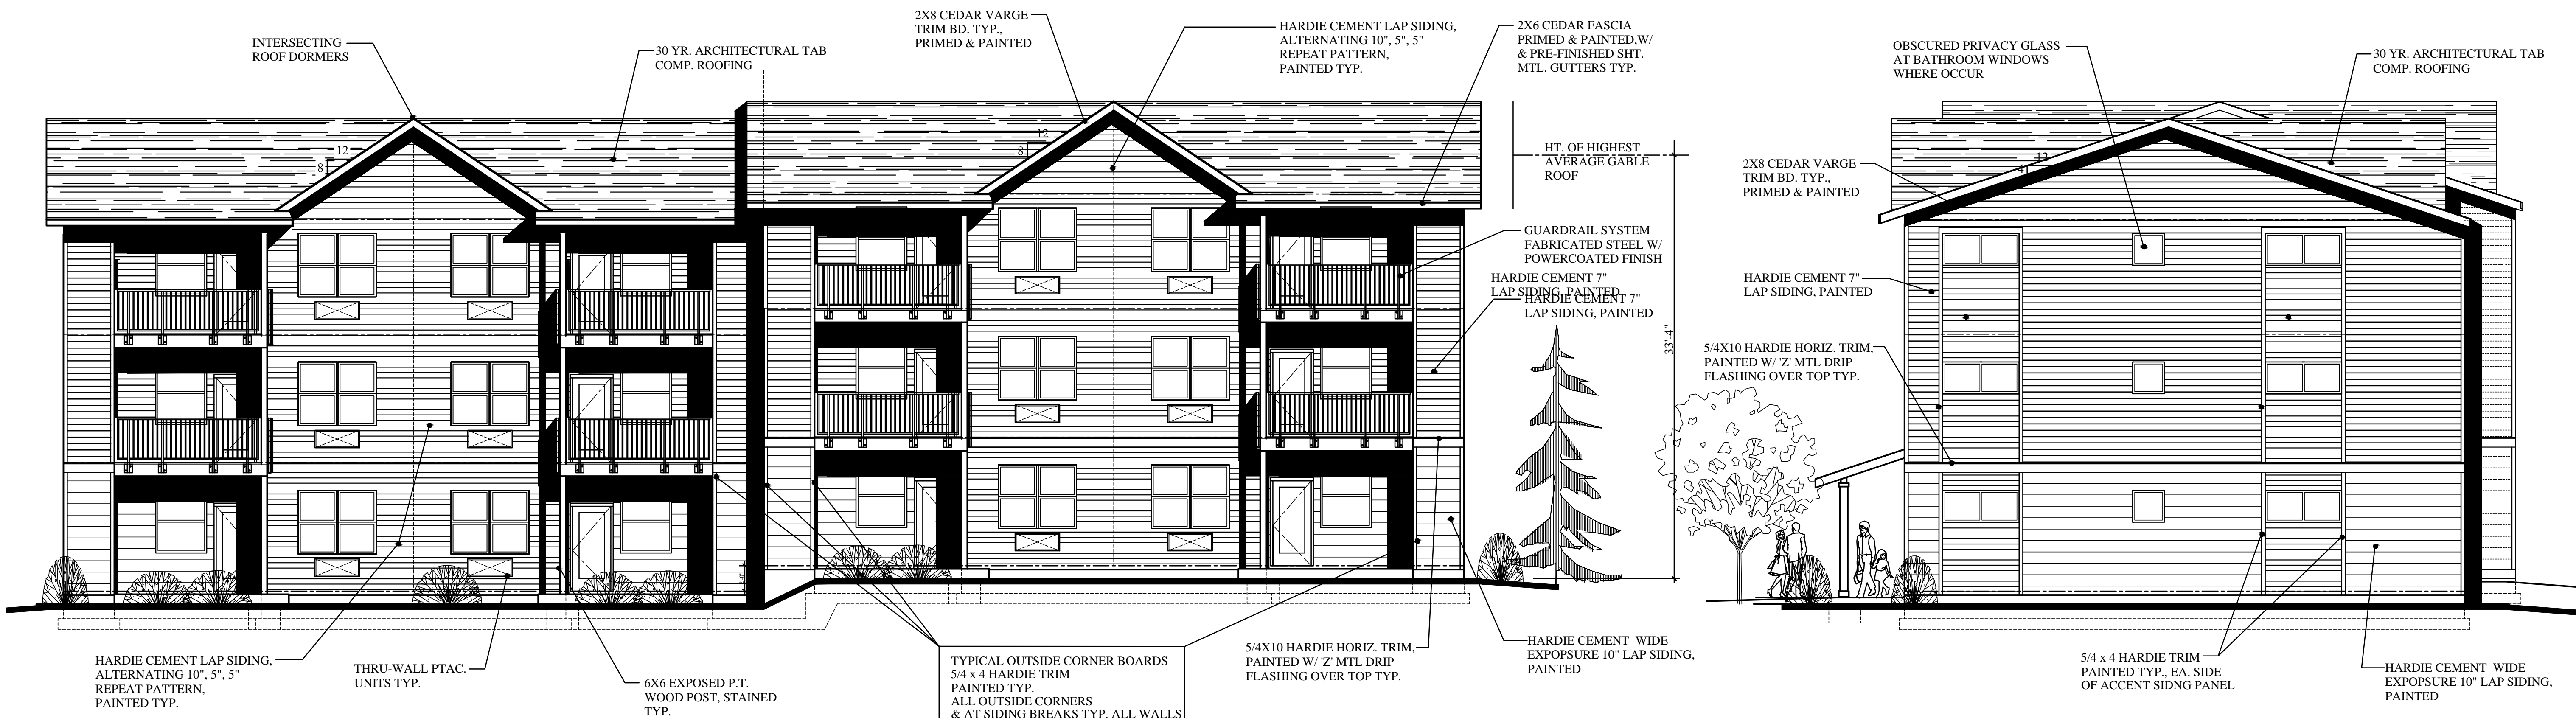 INTERSECTING
ROOF DORMERS
30 YR. ARCHITECTURAL TAB
COMP. ROOFING
2X8 CEDAR VARGE
TRIM BD. TYP.,
PRIMED & PAINTED
HARDIE CEMENT LAP SIDING,
ALTERNATING 10", 5", 5"
REPEAT PATTERN,
PAINTED TYP.
2X6 CEDAR FASCIA
PRIMED & PAINTED,W/
& PRE-FINISHED SHT.
MTL. GUTTERS TYP.
OBSCURED PRIVACY GLASS
AT BATHROOM WINDOWS
WHERE OCCUR
30 YR. ARCHITECTURAL TAB
COMP. ROOFING
12
8
12
8
HT. OF HIGHEST
AVERAGE GABLE
ROOF
2X8 CEDAR VARGE
TRIM BD. TYP.,
PRIMED & PAINTED
12
4
GUARDRAIL SYSTEM
FABRICATED STEEL W/
POWERCOATED FINISH
HARDIE CEMENT 7"
LAP SIDING, PAINTED
HARDIE CEMENT 7"
LAP SIDING, PAINTED
33'-4"
HARDIE CEMENT 7"
LAP SIDING, PAINTED
5/4X10 HARDIE HORIZ. TRIM,
PAINTED W/ 'Z' MTL DRIP
FLASHING OVER TOP TYP.
HARDIE CEMENT LAP SIDING,
ALTERNATING 10", 5", 5"
REPEAT PATTERN,
PAINTED TYP.
THRU-WALL PTAC.
UNITS TYP.
6X6 EXPOSED P.T.
WOOD POST, STAINED
TYP.
TYPICAL OUTSIDE CORNER BOARDS
5/4 x 4 HARDIE TRIM
PAINTED TYP.
ALL OUTSIDE CORNERS
& AT SIDING BREAKS TYP. ALL WALLS
5/4X10 HARDIE HORIZ. TRIM,
PAINTED W/ 'Z' MTL DRIP
FLASHING OVER TOP TYP.
HARDIE CEMENT WIDE
EXPOPSURE 10" LAP SIDING,
PAINTED
5/4 x 4 HARDIE TRIM
PAINTED TYP., EA. SIDE
OF ACCENT SIDNG PANEL
HARDIE CEMENT WIDE
EXPOPSURE 10" LAP SIDING,
PAINTED